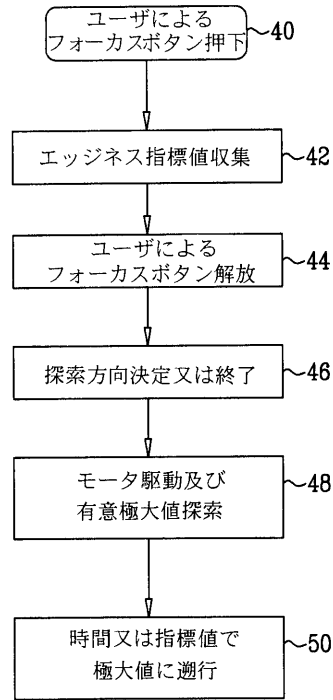 ユーザによる
フォーカスボタン押下
40
エッジネス指標値収集
42
ユーザによる
フォーカスボタン解放
44
探索方向決定又は終了
46
モータ駆動及び
有意極大値探索
48
時間又は指標値で
極大値に遡行
50